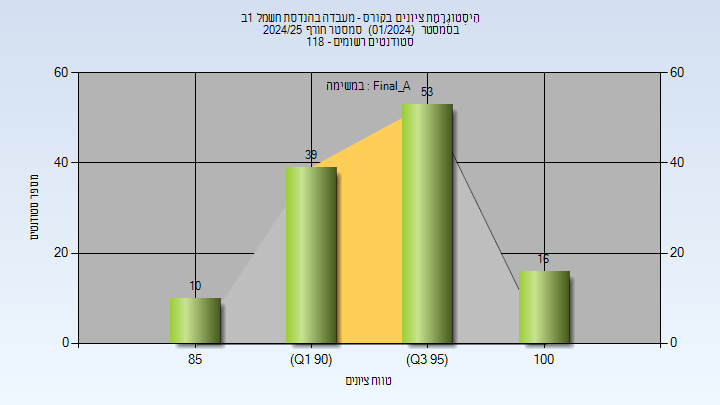 היסטוגרמת ציונים בקורס - מעבדה בהנדסת חשמל 1ב
בסמסטר (01/2024) סמסטר חורף 2024/25
סטודנטים רשומים - 118
במשימה : Final_A
60
60
40
40
20
20
0
0
10
39
53
16
מספר סטודנטים
85
(Q1 90)
(Q3 95)
100
טווח ציונים